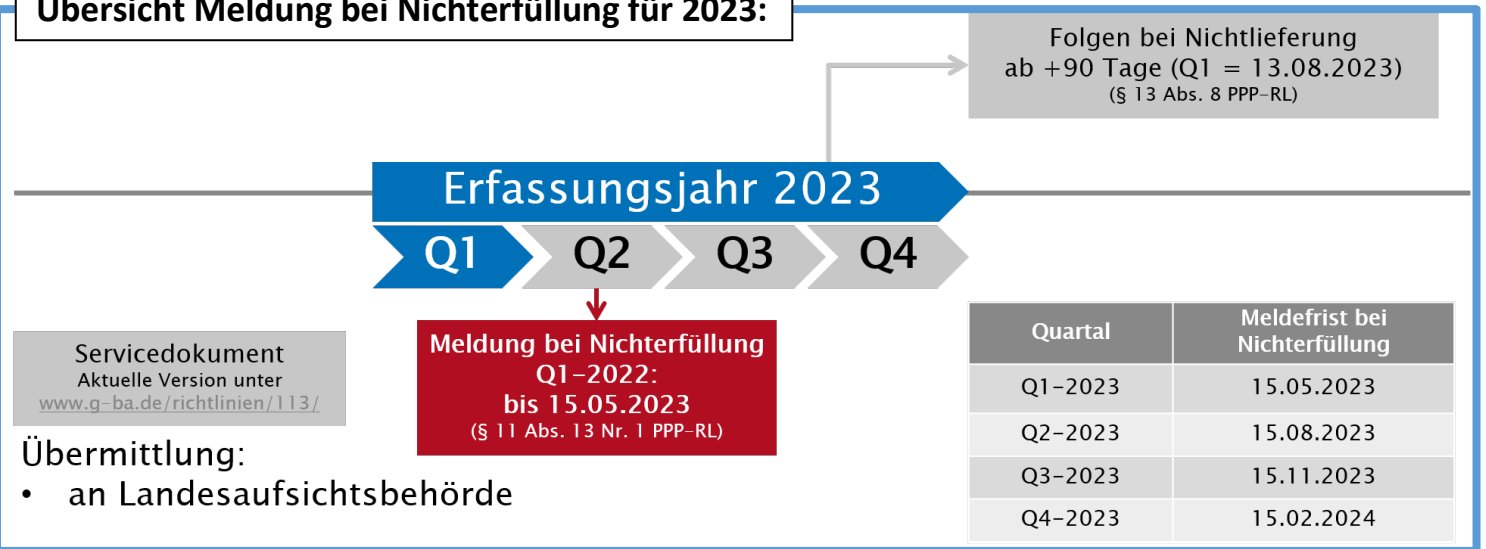 Übersicht Meldung bei Nichterfüllung für 2023:
Folgen bei Nichtlieferung
ab +90 Tage (Q1 = 13.08.2023)
(§ 13 Abs. 8 PPP-RL)
Erfassungsjahr 2023
Q1 Q2 Q3 Q4
Servicedokument
Aktuelle Version unter
www.g-ba.de/richtlinien/113/
Meldung bei Nichterfüllung
Q1-2022:
bis 15.05.2023
(§ 11 Abs. 13 Nr. 1 PPP-RL)
Übermittlung:
• an Landesaufsichtsbehörde
Quartal Meldefrist bei
Nichterfüllung
Q1-2023 15.05.2023
Q2-2023 15.08.2023
Q3-2023 15.11.2023
Q4-2023 15.02.2024